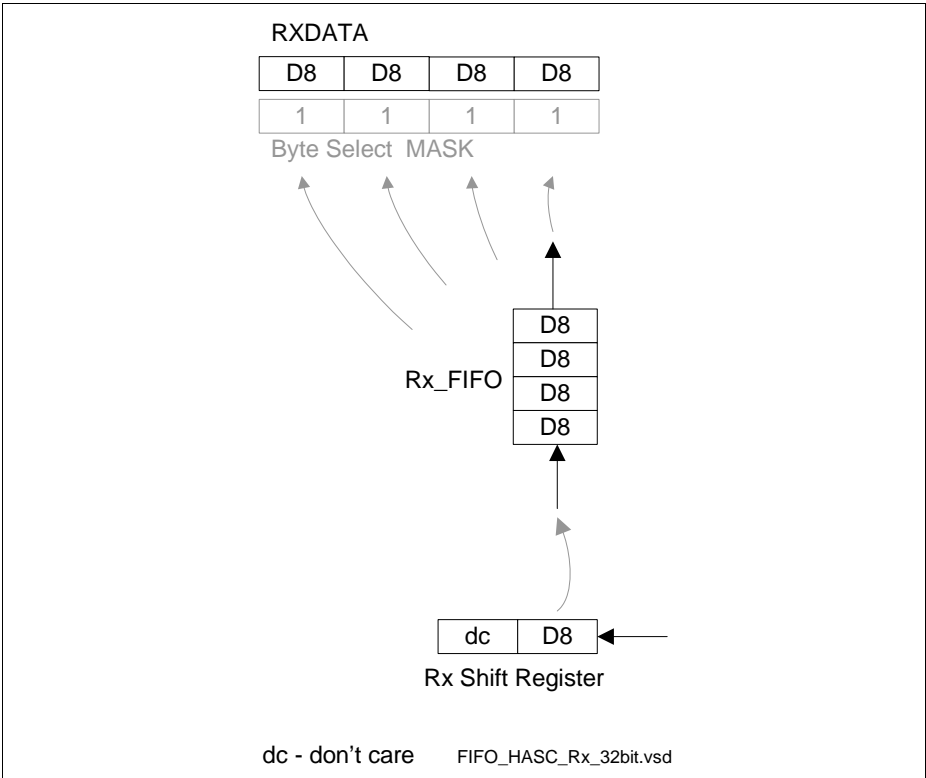 RXDATA
D8 D8 D8 D8
1 1 1 1
Byte Select MASK
D8
D8
Rx_FIFO
D8
D8
dc D8
Rx Shift Register
dc - don't care FIFO_HASC_Rx_32bit.vsd